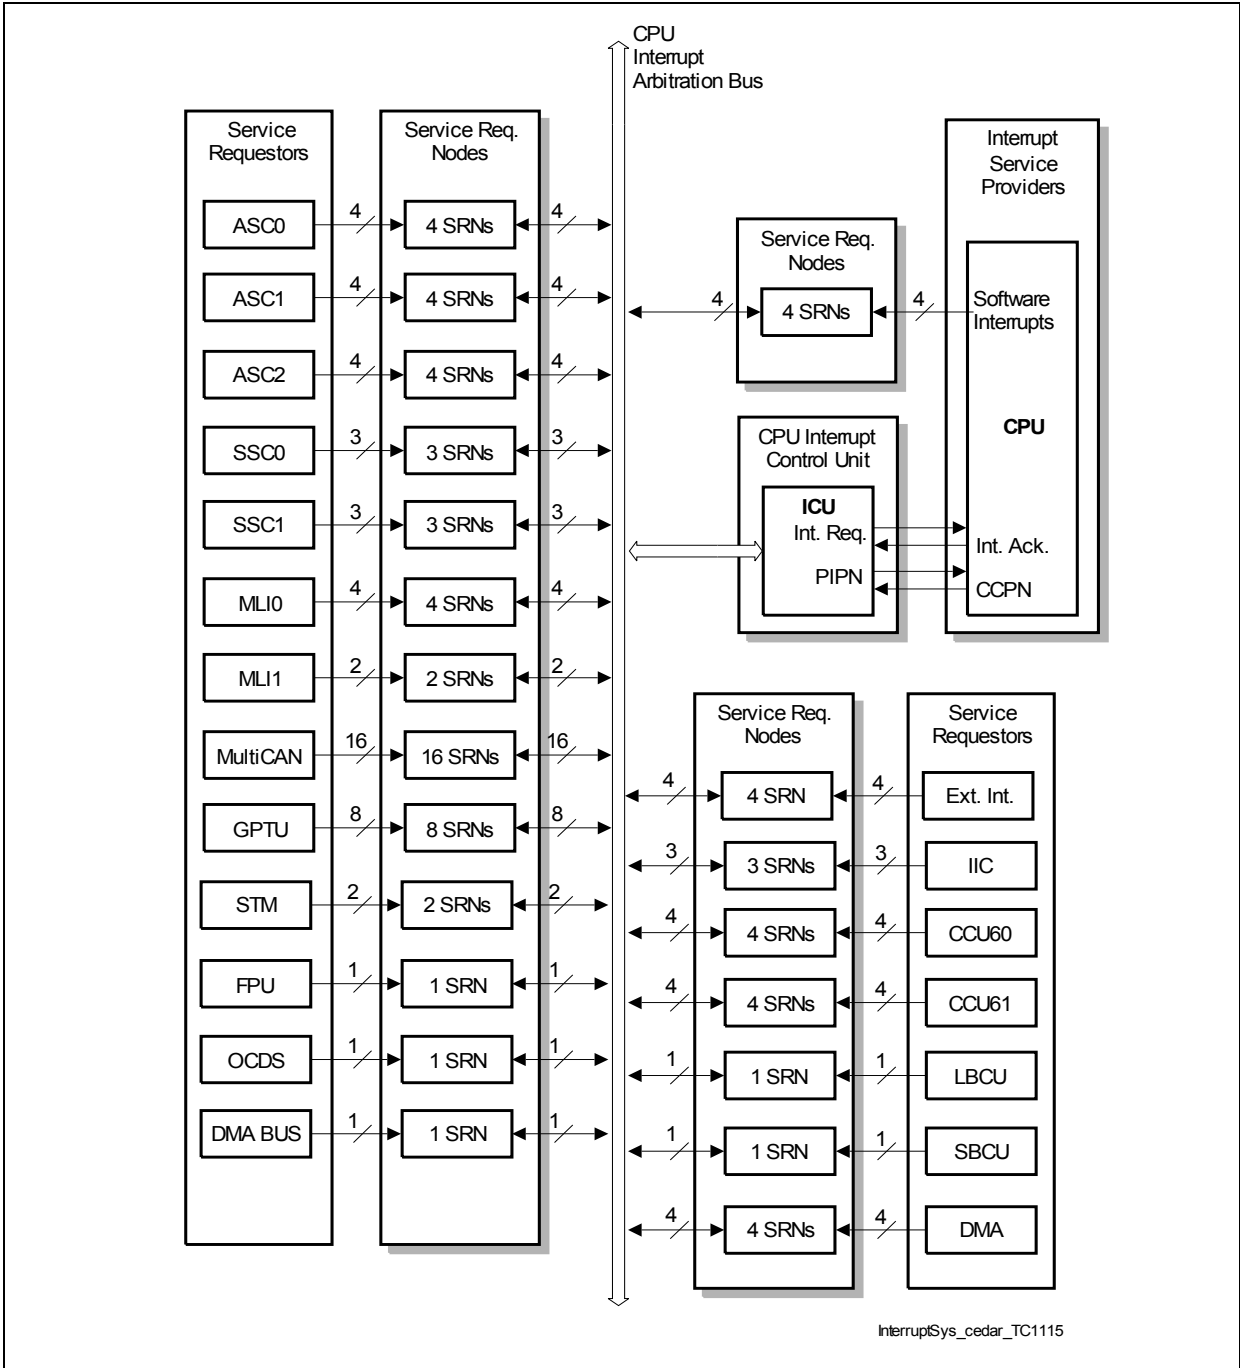 CPU
Interrupt
Arbitration Bus
Service
Requestors
Service Req.
Nodes
ASC0
4
4 SRNs
4
ASC1
4
4 SRNs
4
ASC2
4
4 SRNs
4
SSC0
3
3 SRNs
3
SSC1
3
3 SRNs
3
MLI0
4
4 SRNs
4
MLI1
2
2 SRNs
2
MultiCAN
16
16 SRNs
16
GPTU
8
8 SRNs
8
STM
2
2 SRNs
2
FPU
1
1 SRN
1
OCDS
1
1 SRN
1
DMA BUS
1
1 SRN
1
Interrupt
Service
Providers
Service Req.
Nodes
4
4 SRNs
4
Software
Interrupts
CPU
CPU Interrupt
Control Unit
ICU
Int. Req.
Int. Ack.
PIPN
CCPN
Service Req.
Nodes
Service
Requestors
4
4 SRN
4
Ext. Int.
3
3 SRNs
3
IIC
4
4 SRNs
4
CCU60
4
4 SRNs
4
CCU61
1
1 SRN
1
LBCU
1
1 SRN
1
SBCU
4
4 SRNs
4
DMA
InterruptSys_cedar_TC1115